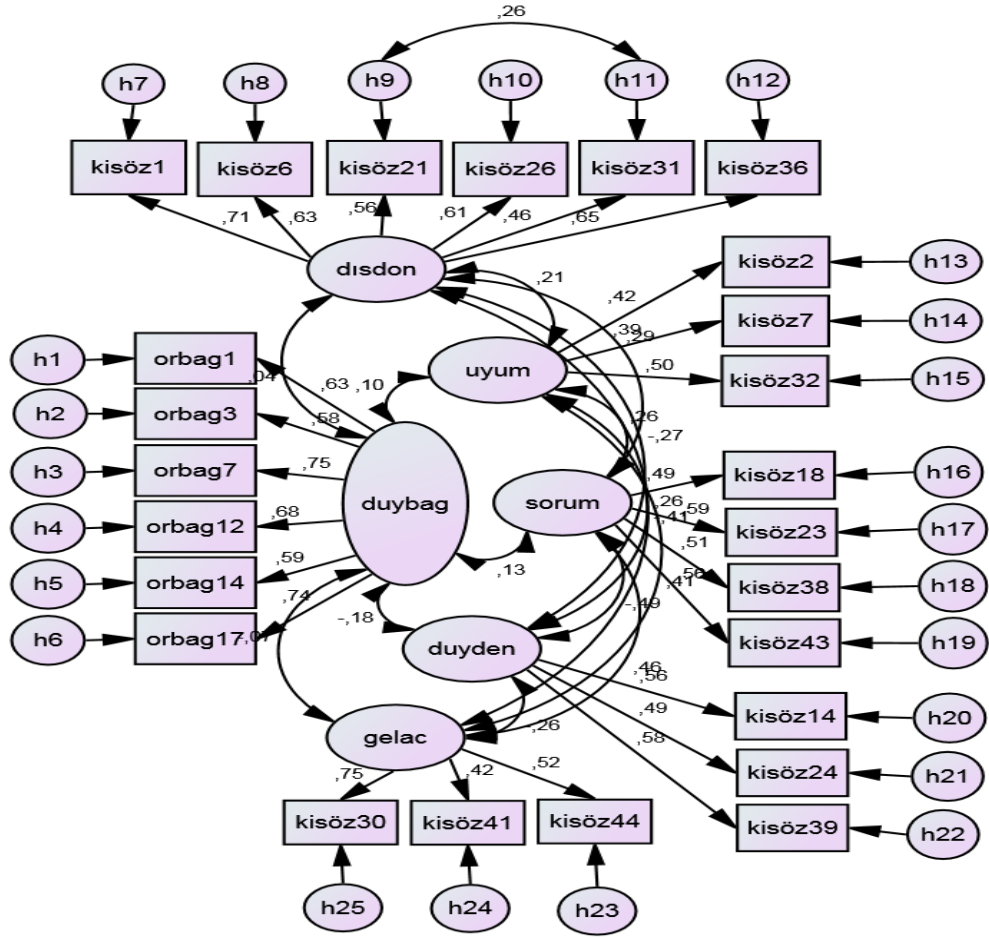 ,26
h7 h8 h9 h10 h11 h12
kisöz1 kisöz6 kisöz21 kisöz26 kisöz31 kisöz36
,71 ,63 ,56 ,61 ,46 ,65
dısdon
,21
kisöz2 h13
,42
,39
,29
kisöz7 h14
h1 orbag1
,04
,63 ,10
uyum
,50
kisöz32 h15
h2 orbag3
,58
,26
-,27
h3 orbag7
,75
,49
kisöz18 h16
duybag
sorum
h4 orbag12
,68
,26
,59
,41
kisöz23 h17
,51
h5 orbag14
,59
,13
,56
,41
kisöz38 h18
,74
-,18
-,49
h6 orbag17
-,07
kisöz43 h19
duyden
,46
,56
kisöz14 h20
,49
gelac
,26
,58
kisöz24 h21
,75 ,42 ,52
kisöz30 kisöz41 kisöz44
kisöz39 h22
h25 h24 h23